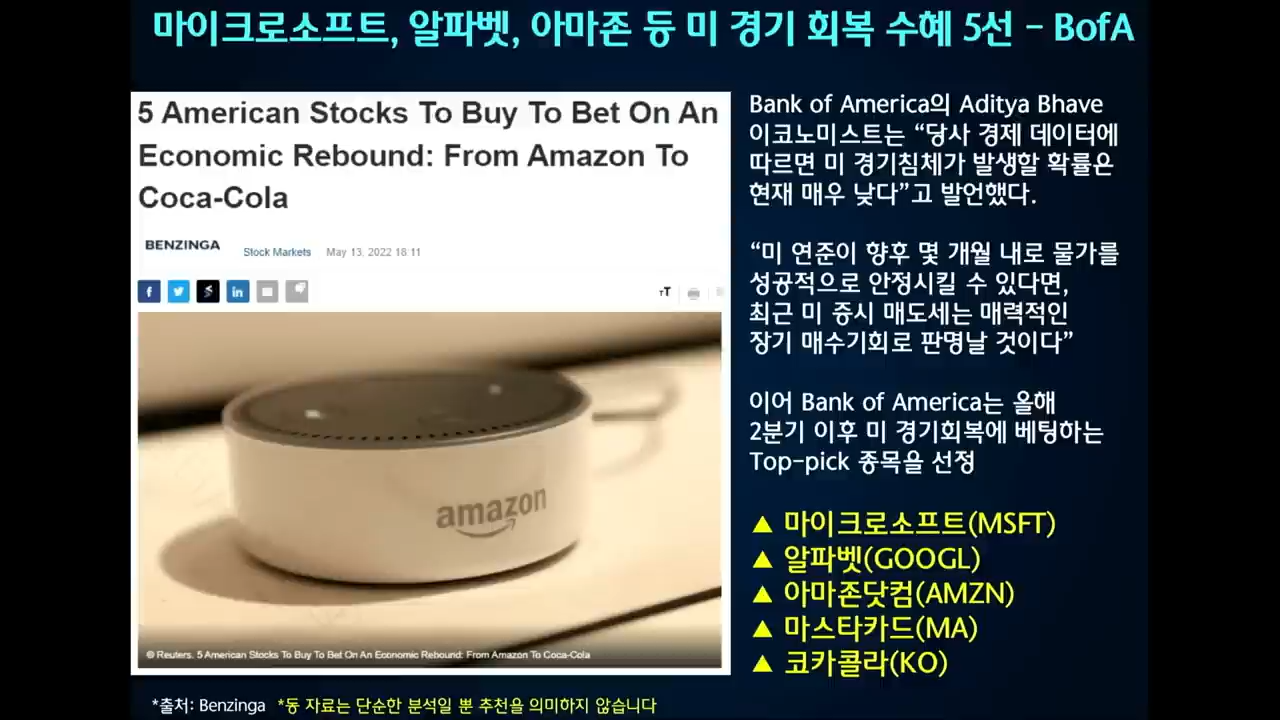 마이크로소프트, 알파벳, 아마존 등 미 경기 회복 수혜 5선 - BofA
5 American Stocks To Buy To Bet On An
Economic Rebound: From Amazon To
Coca-Cola
BENZINGA Stock Markets May 13, 2022 18:11
amazon
© Reuters. 5 American Stocks To Buy To Bet On An Economic Rebound: From Amazon To Coca-Cola
Bank of America의 Aditya Bhave
이코노미스트는 “당사 경제 데이터에
따르면 미 경기침체가 발생할 확률은
현재 매우 낮다”고 발언했다.
“미 연준이 향후 몇 개월 내로 물가를
성공적으로 안정시킬 수 있다면,
최근 미 증시 매도세는 매력적인
장기 매수기회로 판명날 것이다”
이어 Bank of America는 올해
2분기 이후 미 경기회복에 베팅하는
Top-pick 종목을 선정
▲ 마이크로소프트(MSFT)
▲ 알파벳(GOOGL)
▲ 아마존닷컴(AMZN)
▲ 마스타카드(MA)
▲ 코카콜라(KO)
*출처: Benzinga *동 자료는 단순한 분석일 뿐 추천을 의미하지 않습니다